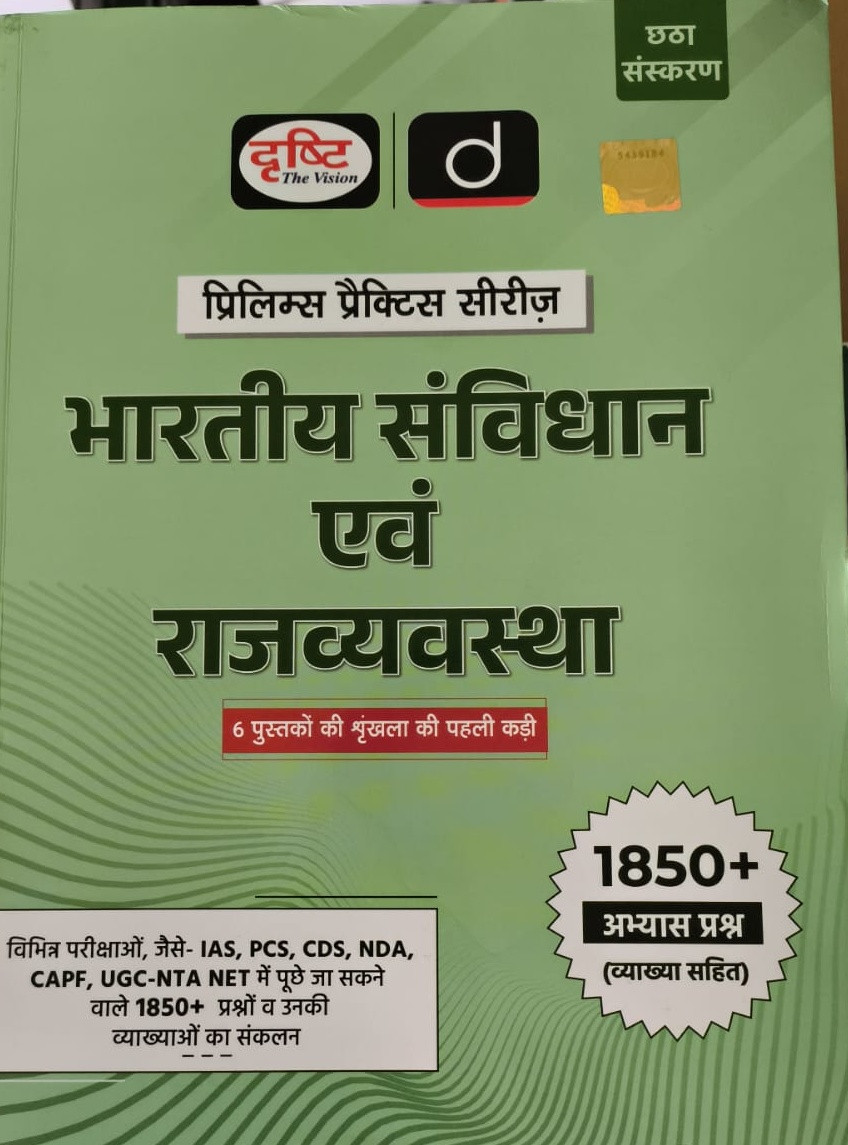 छठा
संस्करण
दृष्टि
The Vision
d
5439184
प्रिलिम्स प्रैक्टिस सीरीज़
भारतीय संविधान
एवं
राजव्यवस्था
6 पुस्तकों की शृंखला की पहली कड़ी
1850+
अभ्यास प्रश्न
(व्याख्या सहित)
विभिन्न परीक्षाओं, जैसे- IAS, PCS, CDS, NDA,
CAPF, UGC-NTA NET में पूछे जा सकने
वाले 1850+ प्रश्नों व उनकी
व्याख्याओं का संकलन